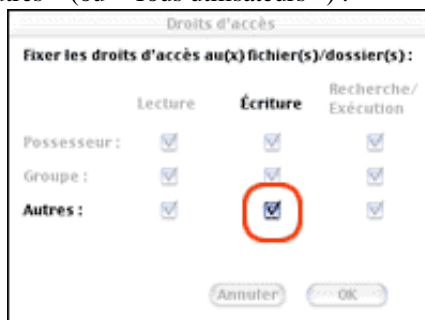 Droits d'accès
Fixer les droits d'accès au(x) fichier(s)/dossier(s) :
Lecture Écriture Recherche/
Exécution
Possesseur :
Groupe :
Autres :
Annuler OK